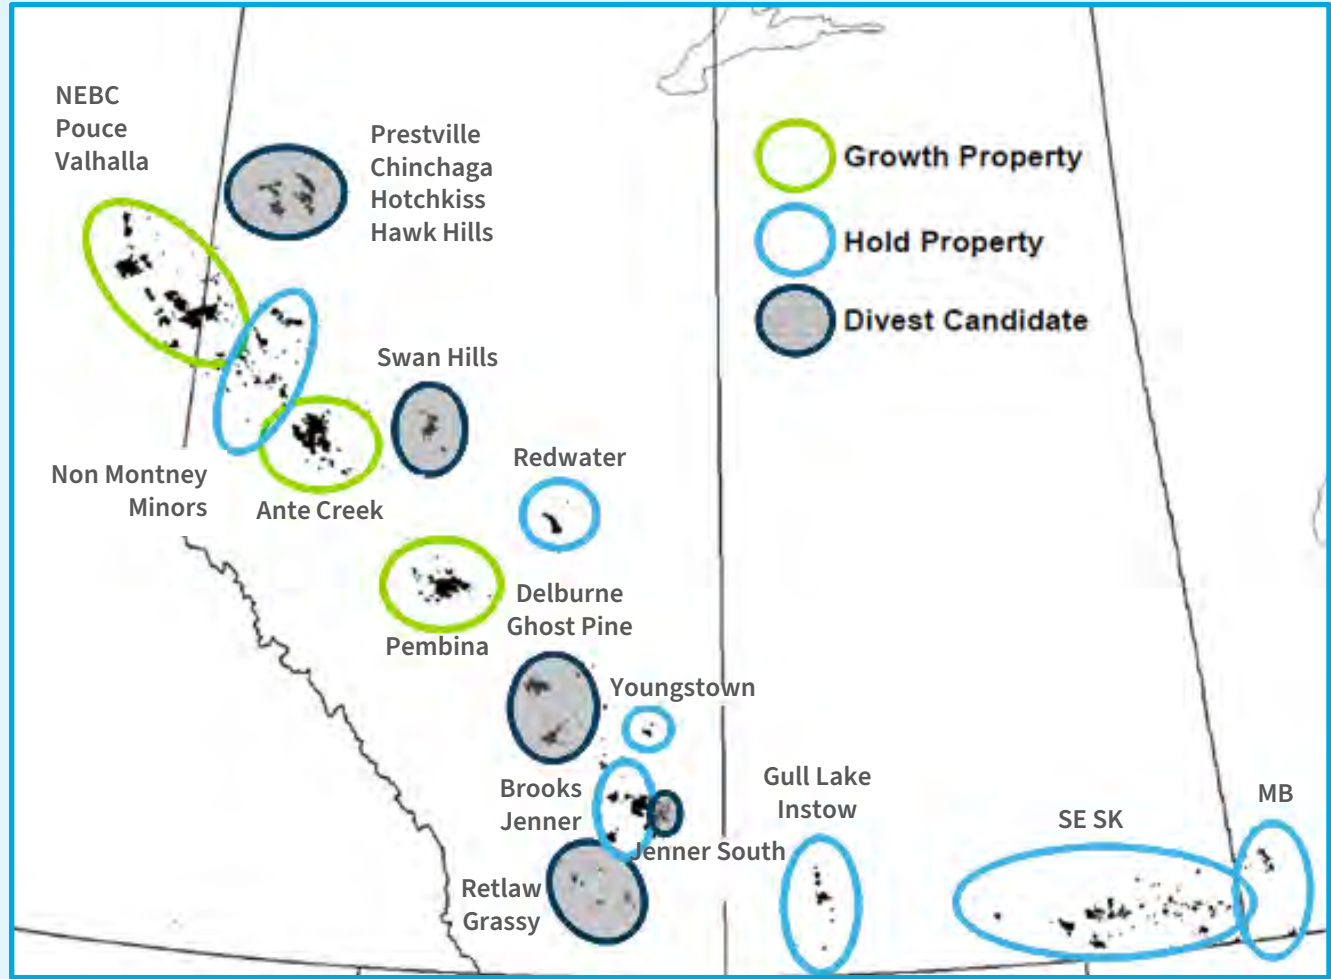 NEBC
Pouce
Valhalla
Prestville
Chinchaga
Hotchkiss
Hawk Hills
Growth Property
Hold Property
Divest Candidate
Swan Hills
Non Montney
Minors
Ante Creek
Redwater
Pembina
Delburne
Ghost Pine
Youngstown
Brooks
Jenner
Jenner South
Retlaw
Grassy
Gull Lake
Instow
SE SK
MB